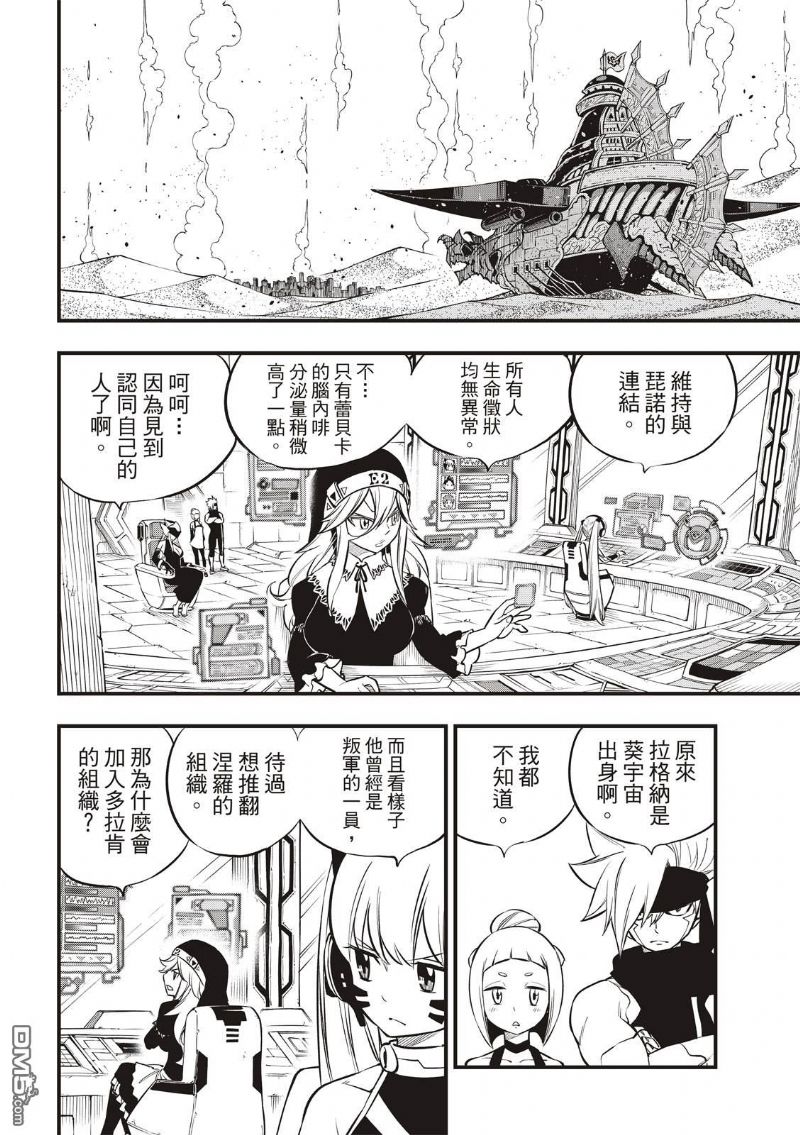 維持與
琵諾的
連結。
所有人
生命徵狀
均無異常。
不…
只有蕾貝卡
的腦內啡
分泌量稍微
高了一點。
呵呵…
因為見到
認同自己的
人了啊。
E2
原來
拉格納是
葵宇宙
出身啊。
我都
不知道。
而且看樣子
他曾經是
叛軍的一員，
待過
想推翻
涅羅的
組織。
那為什麼會
加入多拉肯
的組織？
DM5.com